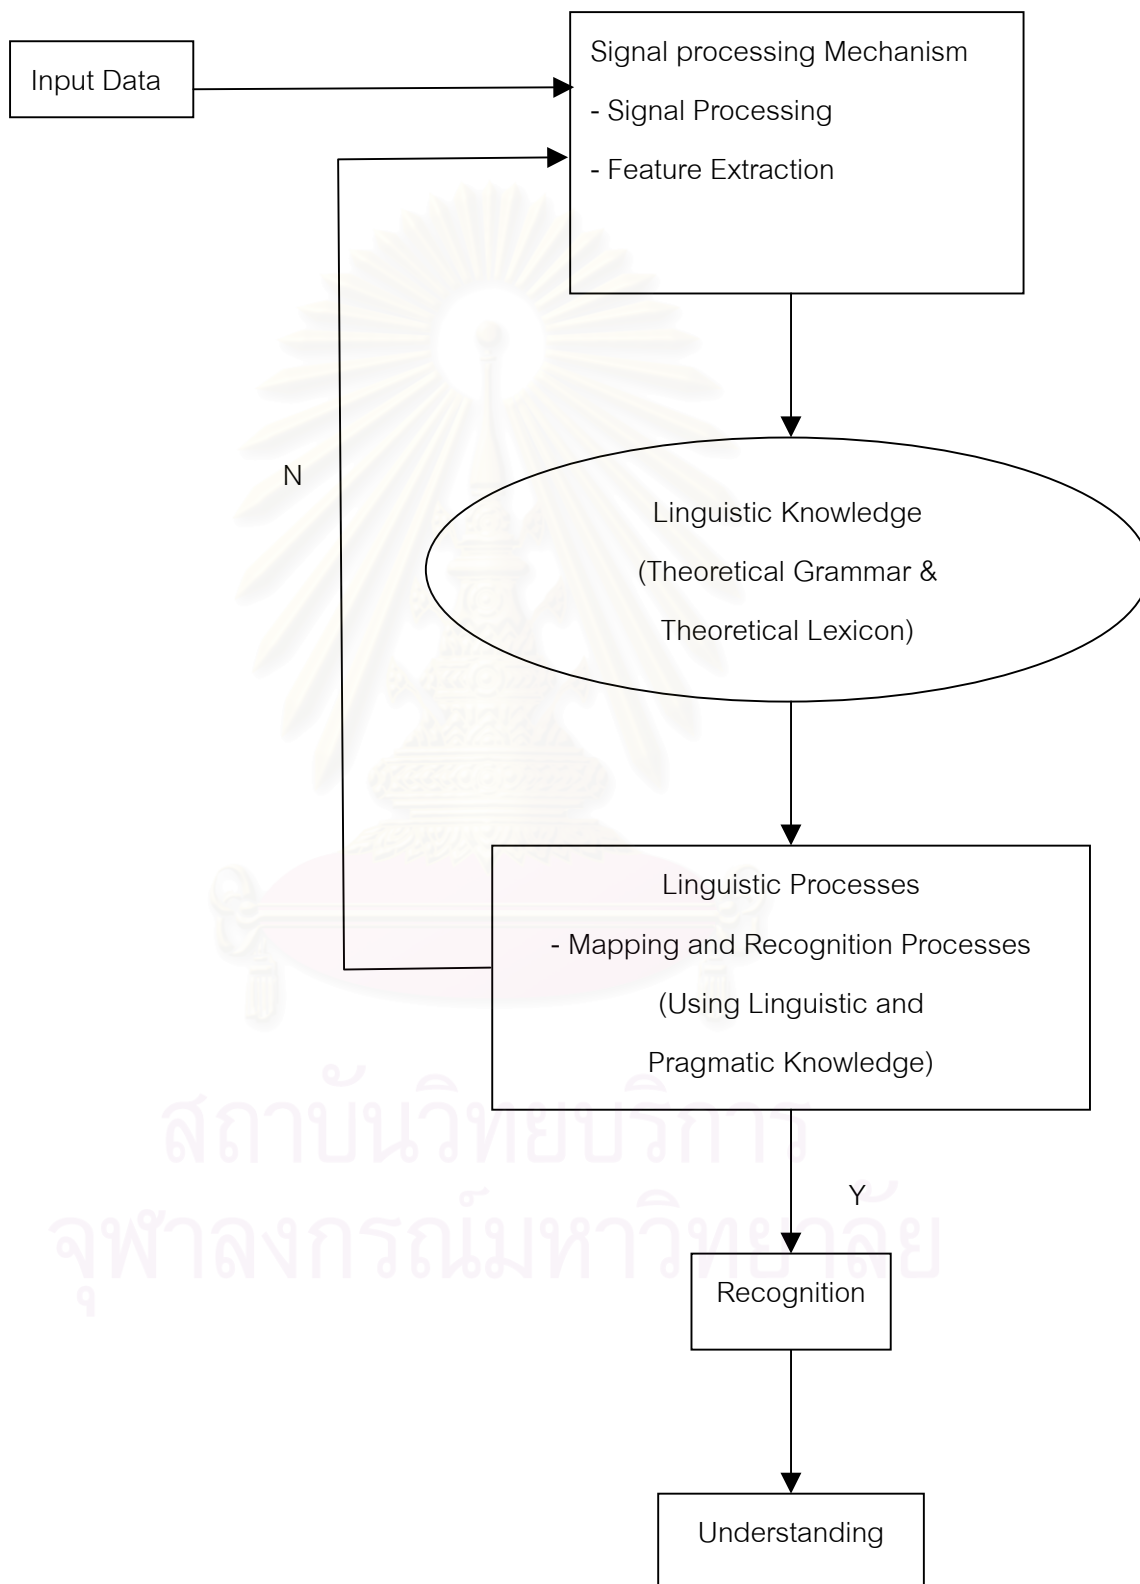 Input Data
Signal processing Mechanism
- Signal Processing
- Feature Extraction
N
Linguistic Knowledge
(Theoretical Grammar &
Theoretical Lexicon)
Linguistic Processes
- Mapping and Recognition Processes
(Using Linguistic and
Pragmatic Knowledge)
สถาบันวิทยบริการ
Y
จุฬาลงกรณ์มหาวิทยาลัย
Recognition
Understanding